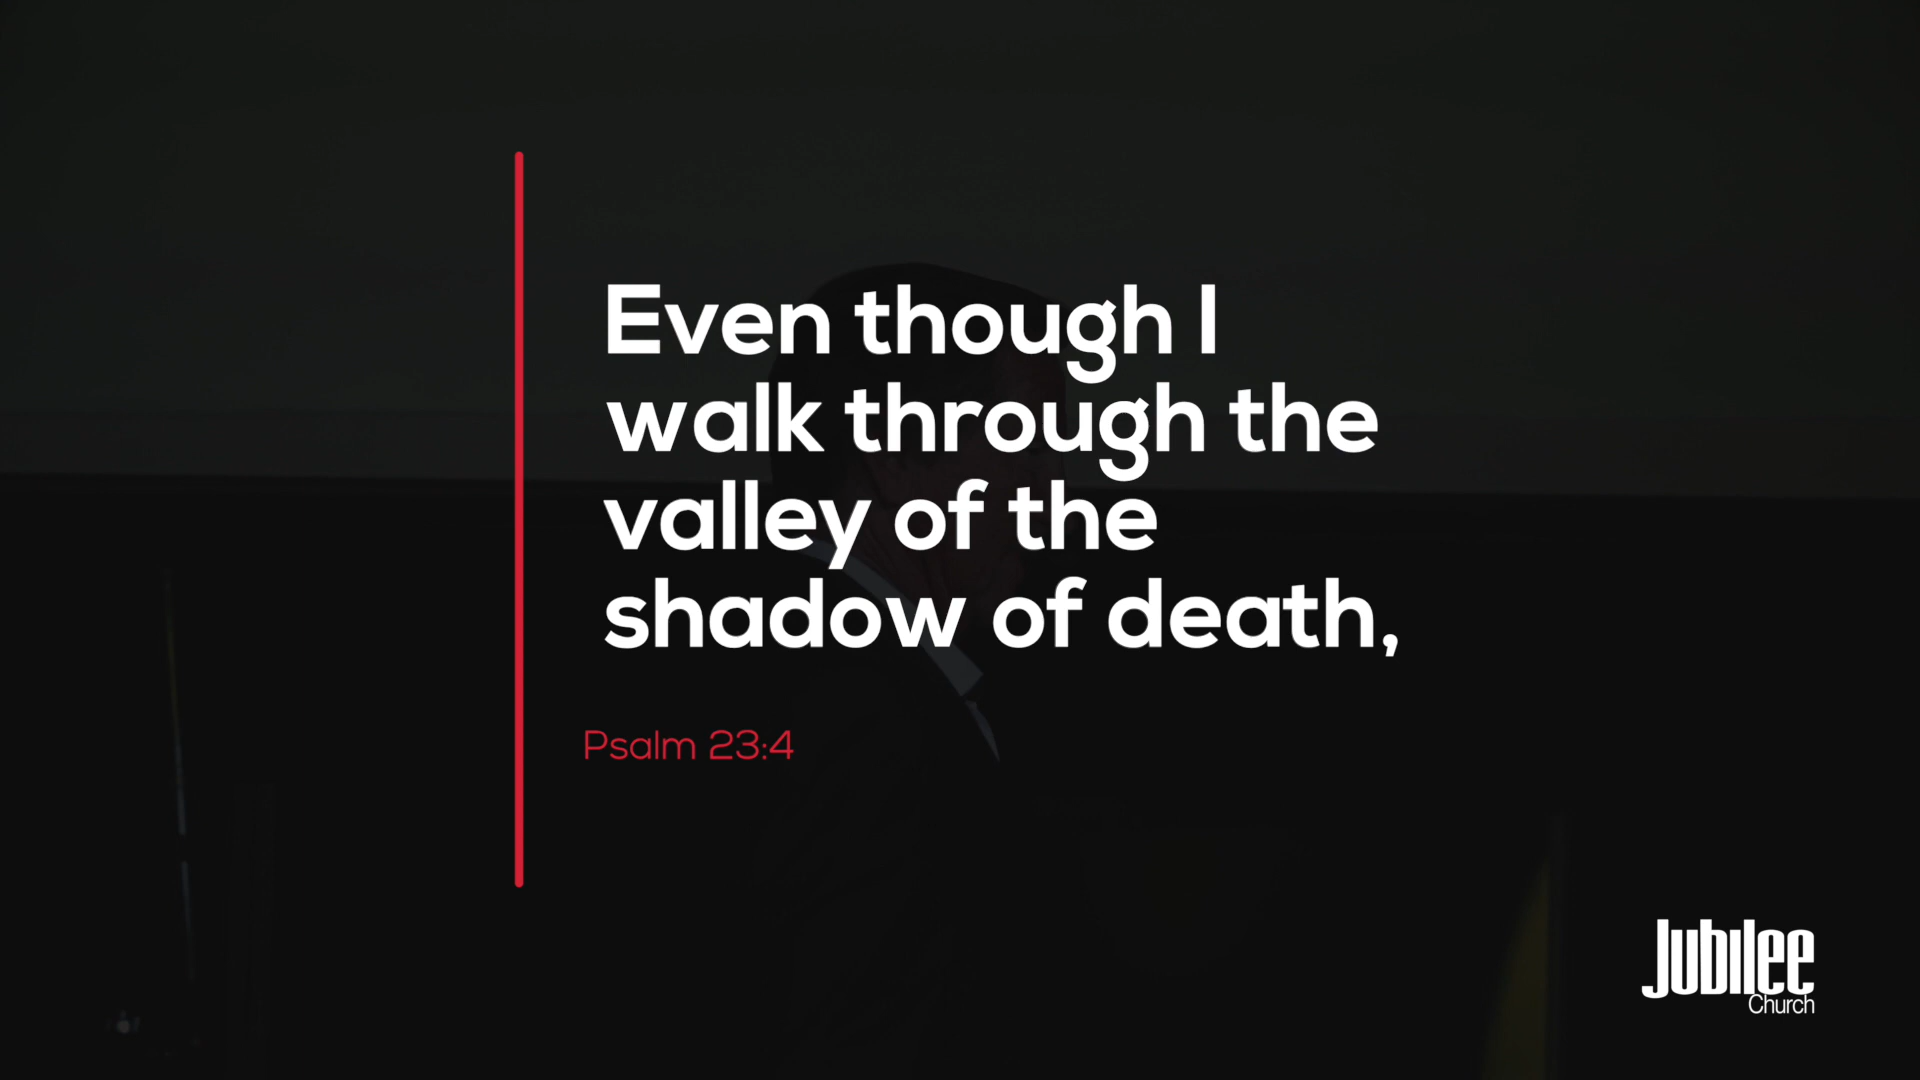 Even though I
walk through the
valley of the
shadow of death,
Psalm 23:4
Jubilee
Church